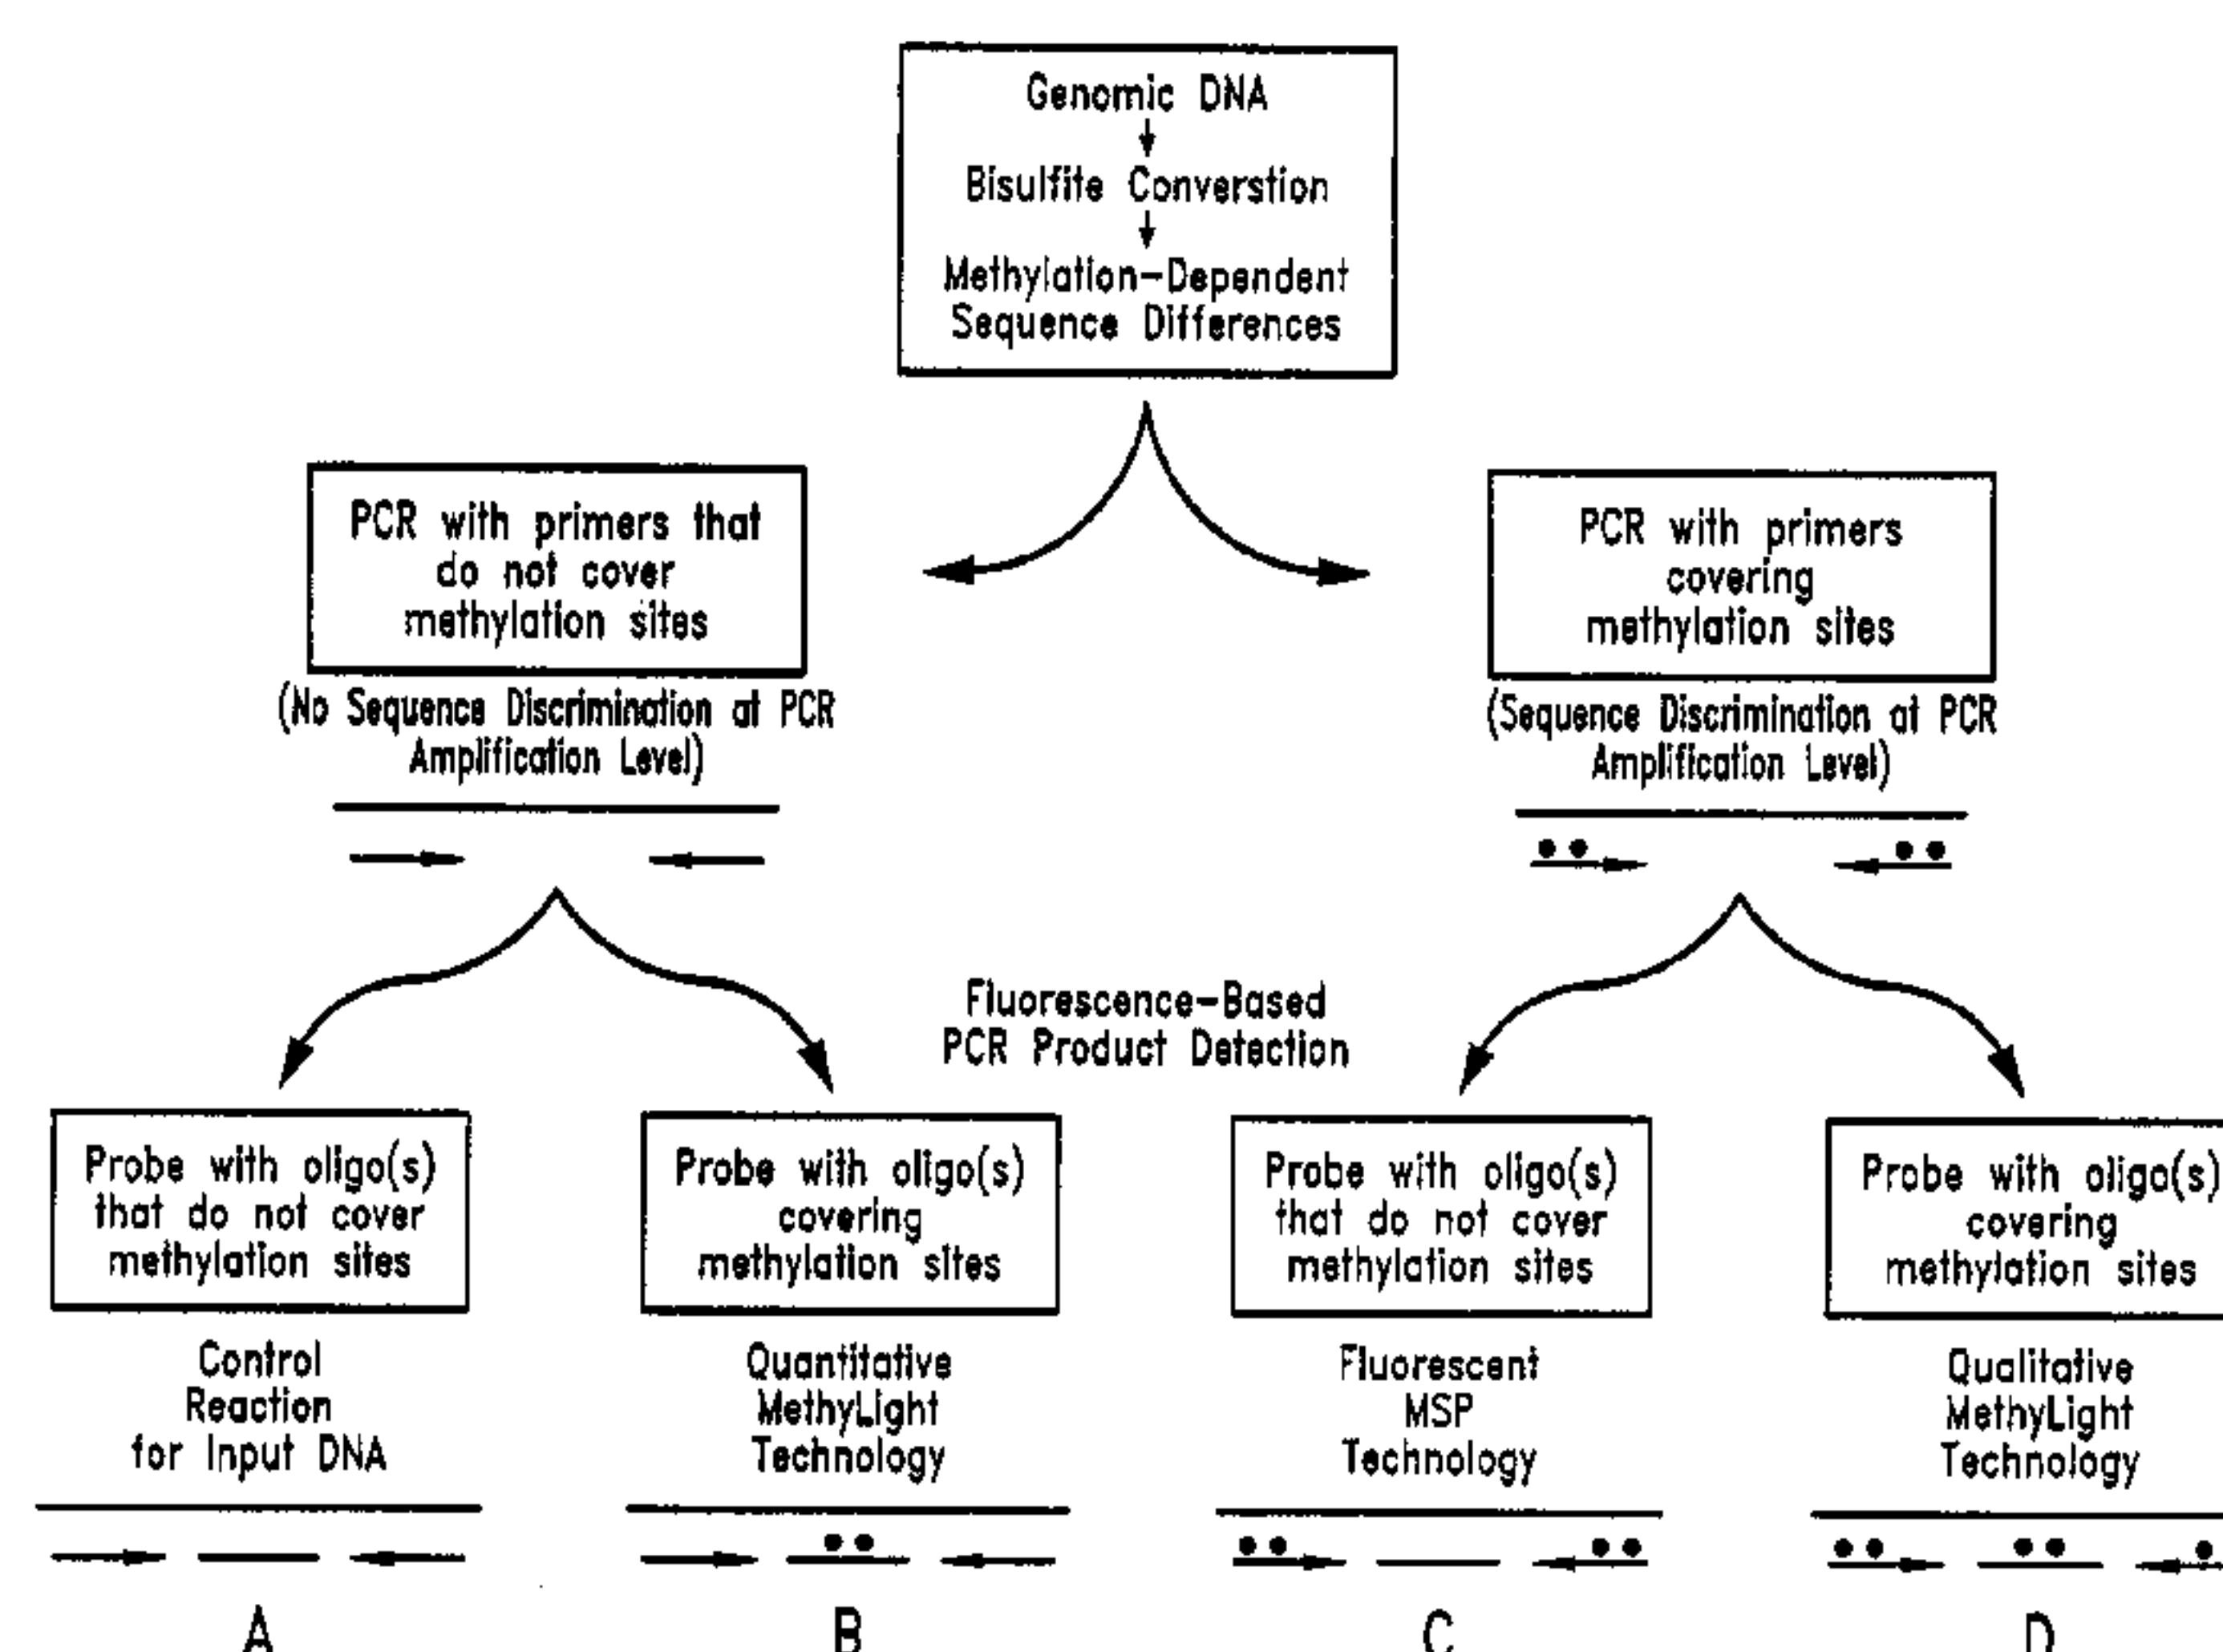 Genomic DNA
Bisulfite Converstion
Methylation-Dependent
Sequence Differences
PCR with primers that
do not cover
methylation sites
(No Sequence Discrimination at PCR
Amplification Level)
PCR with primers
covering
methylation sites
(Sequence Discrimination at PCR
Amplification Level)
Fluorescence-Based
PCR Product Detection
Probe with oligo(s)
that do not cover
methylation sites
Control
Reaction
for Input DNA
A
Probe with oligo(s)
covering
methylation sites
Quantitative
MethyLight
Technology
B
Probe with oligo(s)
that do not cover
methylation sites
Fluorescent
MSP
Technology
C
Probe with oligo(s)
covering
methylation sites
Qualitative
MethyLight
Technology
D